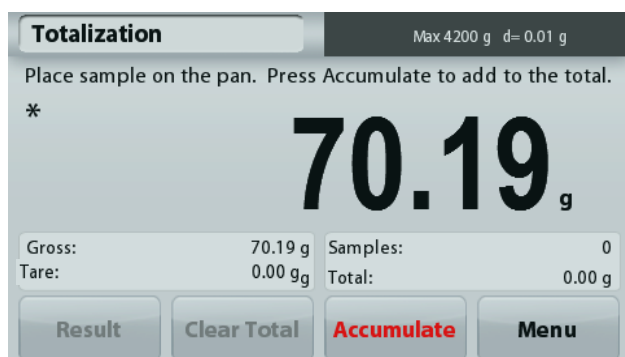 Totalization
Max 4200 g d= 0.01 g
Place sample on the pan. Press Accumulate to add to the total.
*
70.19 g
Gross: 70.19 g Samples: 0
Tare: 0.00 gg Total: 0.00 g
Result Clear Total Accumulate Menu